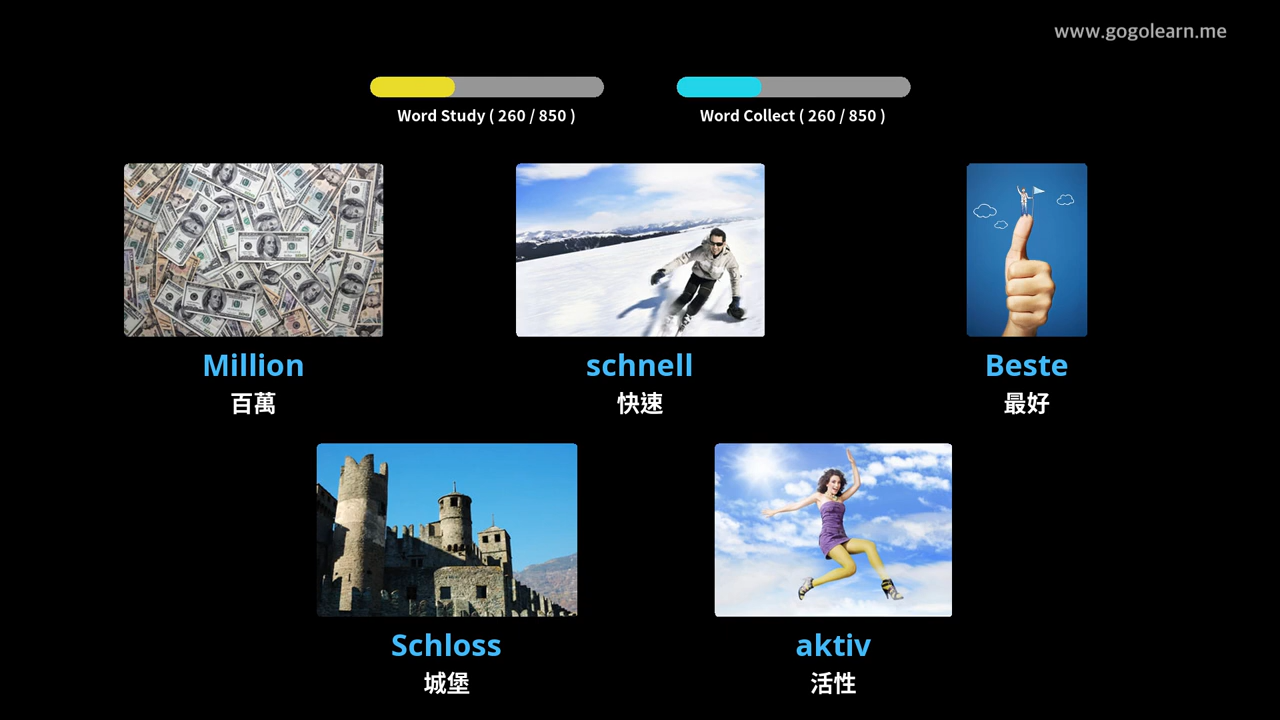 www.gogolearn.me
Word Study ( 260 / 850 )
Word Collect ( 260 / 850 )
Million
百萬
schnell
快速
Beste
最好
Schloss
城堡
aktiv
活性